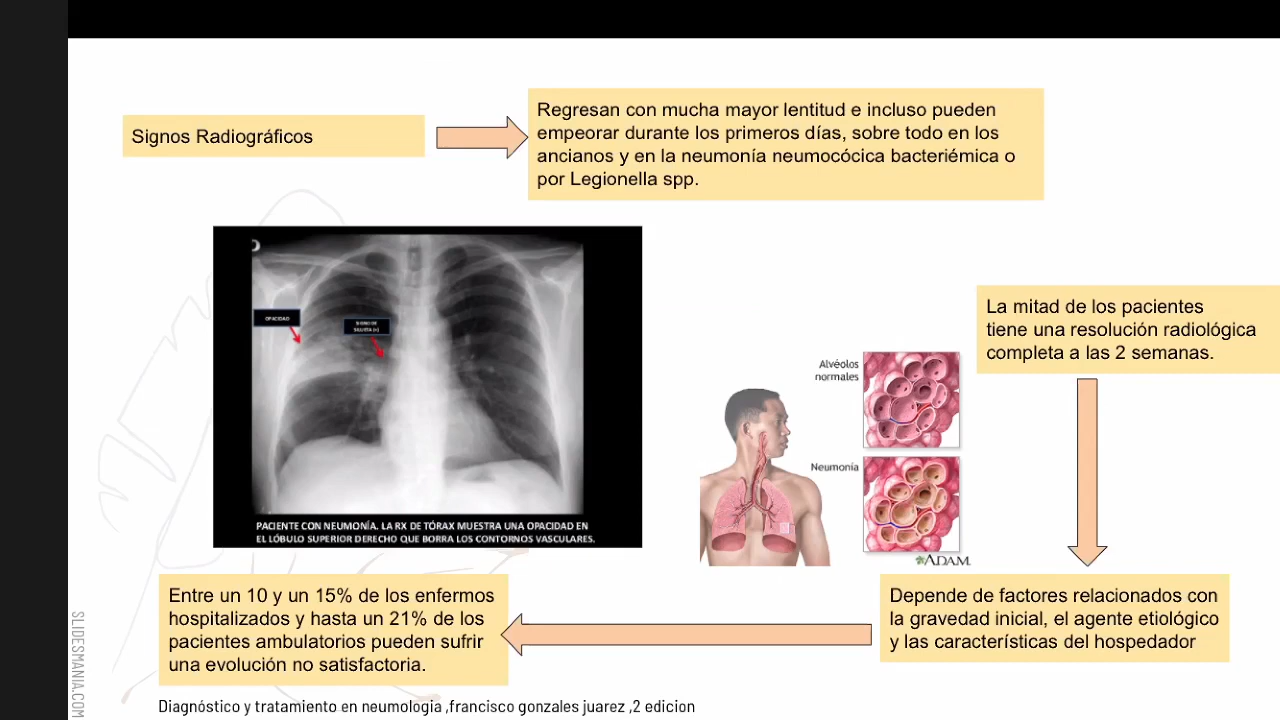 Signos Radiográficos
Regresan con mucha mayor lentitud e incluso pueden
empeorar durante los primeros días, sobre todo en los
ancianos y en la neumonía neumocócica bacteriémica o
por Legionella spp.
OPACIDAD
SIGNO DE
SILUETA (+)
PACIENTE CON NEUMONÍA. LA RX DE TÓRAX MUESTRA UNA OPACIDAD EN
EL LÓBULO SUPERIOR DERECHO QUE BORRA LOS CONTORNOS VASCULARES.
Alvéolos
normales
Neumonía
ADAM.
La mitad de los pacientes
tiene una resolución radiológica
completa a las 2 semanas.
Depende de factores relacionados con
la gravedad inicial, el agente etiológico
y las características del hospedador
Entre un 10 y un 15% de los enfermos
hospitalizados y hasta un 21% de los
pacientes ambulatorios pueden sufrir
una evolución no satisfactoria.
Diagnóstico y tratamiento en neumologia ,francisco gonzales juarez ,2 edicion
SLIDESMANIA.COM